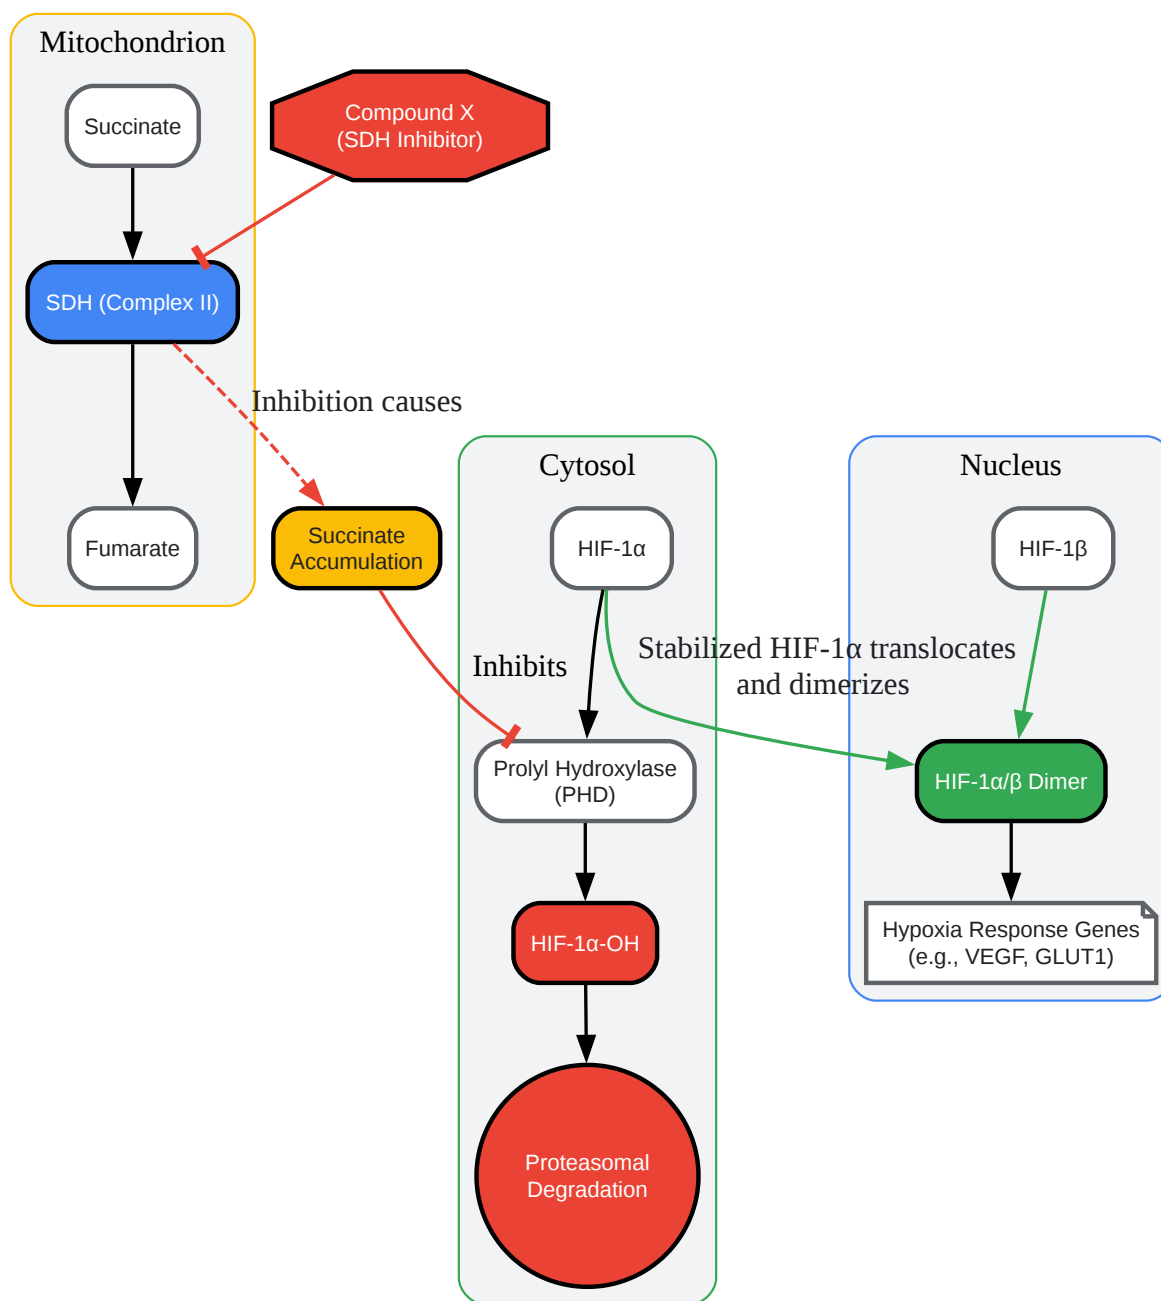 Mitochondrion
Succinate
Compound X
(SDH Inhibitor)
SDH (Complex II)
Inhibition causes
Fumarate
Succinate
Accumulation
Cytosol
HIF-1α
Nucleus
HIF-1β
Inhibits
Stabilized HIF-1α translocates
and dimerizes
Prolyl Hydroxylase
(PHD)
HIF-1α/β Dimer
HIF-1α-OH
Hypoxia Response Genes
(e.g., VEGF, GLUT1)
Proteasomal
Degradation